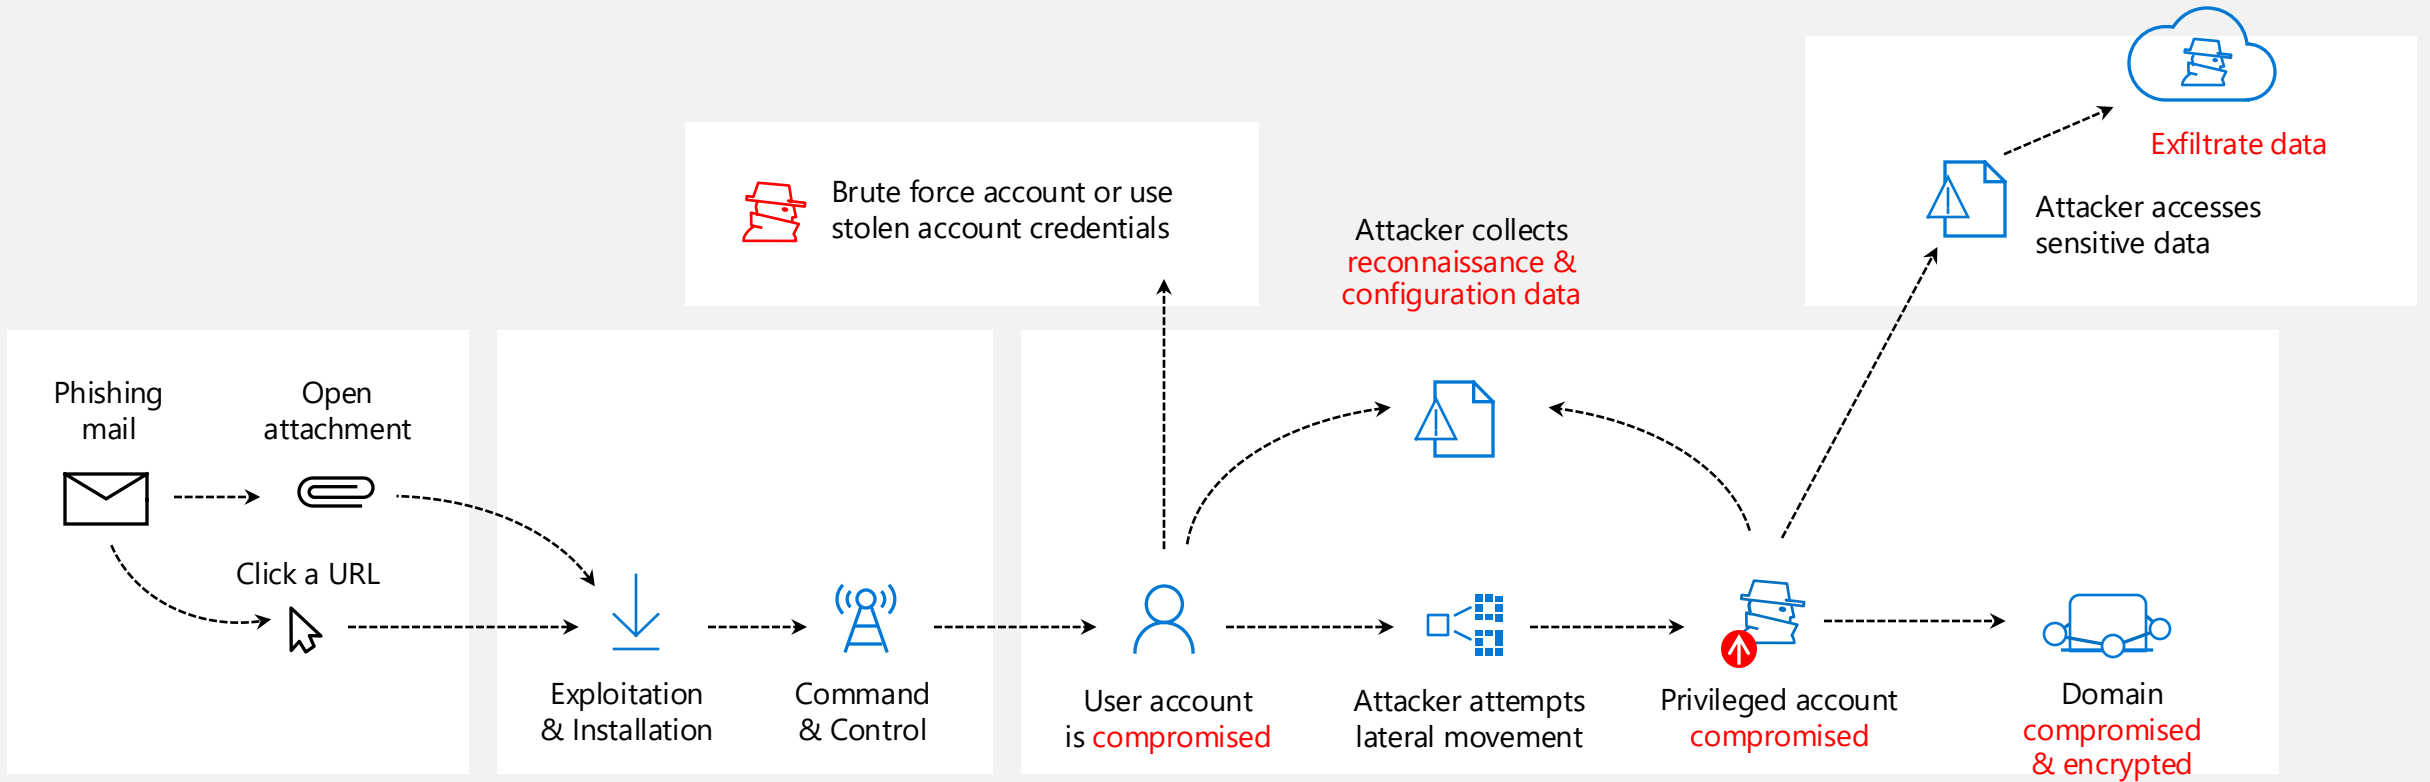 Exfiltrate data
Brute force account or use
stolen account credentials
Attacker accesses
sensitive data
Attacker collects
reconnaissance &
configuration data
Phishing
mail
Open
attachment
Click a URL
Exploitation
& Installation
Command
& Control
User account
is compromised
Attacker attempts
lateral movement
Privileged account
compromised
Domain
compromised
& encrypted